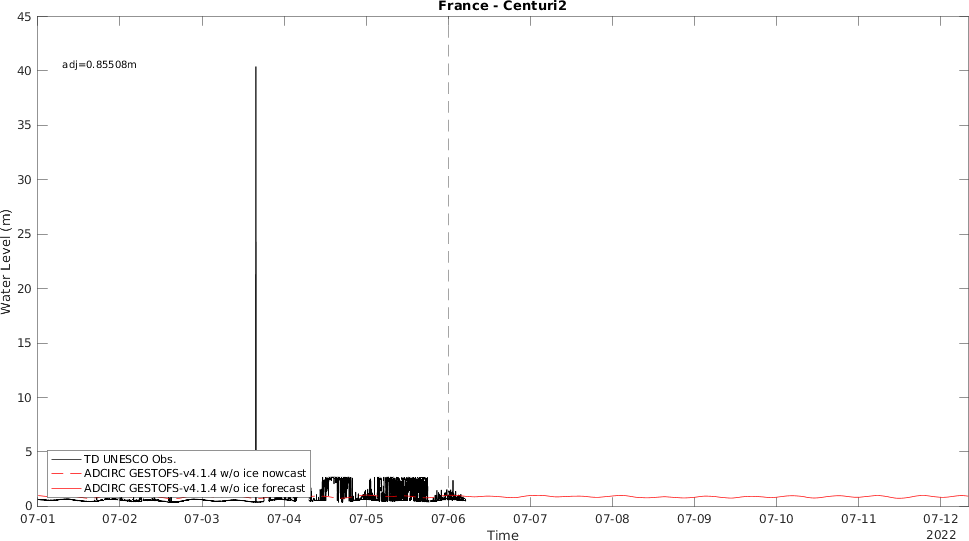 France - Centuri2
45
adj=0.85508m
40
35
30
25
20
15
10
5
0
Water Level (m)
TD UNESCO Obs.
ADCIRC GESTOFS-v4.1.4 w/o ice nowcast
ADCIRC GESTOFS-v4.1.4 w/o ice forecast
07-01 07-02 07-03 07-04 07-05 07-06 07-07 07-08 07-09 07-10 07-11 07-12
Time 2022